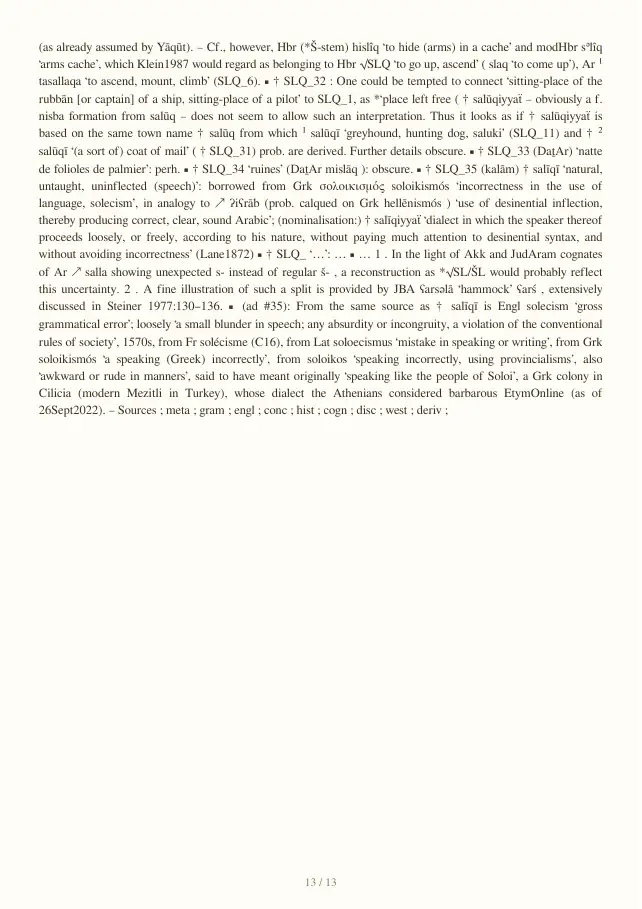 (as already assumed by Yāqūt). – Cf., however, Hbr (*Š-stem) hislîq ‘to hide (arms) in a cache’ and modHbr sᵊlîq
‘arms cache’, which Klein1987 would regard as belonging to Hbr √SLQ ‘to go up, ascend’ ( slaq ‘to come up’), Ar ¹
tasallaqa ‘to ascend, mount, climb’ (SLQ_6). ▪ † SLQ_32 : One could be tempted to connect ‘sitting-place of the
rubbān [or captain] of a ship, sitting-place of a pilot’ to SLQ_1, as *‘place left free ( † salūqiyyaẗ – obviously a f.
nisba formation from salūq – does not seem to allow such an interpretation. Thus it looks as if † salūqiyyaẗ is
based on the same town name † salūq from which ¹ salūqī ‘greyhound, hunting dog, saluki’ (SLQ_11) and † ²
salūqī ‘(a sort of) coat of mail’ ( † SLQ_31) prob. are derived. Further details obscure. ▪ † SLQ_33 (DaṯAr) ‘natte
de folioles de palmier’: perh. ▪ † SLQ_34 ‘ruines’ (DaṯAr mislāq ): obscure. ▪ † SLQ_35 (kalām) † salīqī ‘natural,
untaught, uninflected (speech)’: borrowed from Grk σολοικισμός soloikismós ‘incorrectness in the use of
language, solecism’, in analogy to ↗ ʔiʕrāb (prob. calqued on Grk hellēnismós ) ‘use of desinential inflection,
thereby producing correct, clear, sound Arabic’; (nominalisation:) † salīqiyyaẗ ‘dialect in which the speaker thereof
proceeds loosely, or freely, according to his nature, without paying much attention to desinential syntax, and
without avoiding incorrectness’ (Lane1872) ▪ † SLQ_ ‘…’: … ▪ … 1 . In the light of Akk and JudAram cognates
of Ar ↗ salla showing unexpected s- instead of regular š- , a reconstruction as *√SL/ŠL would probably reflect
this uncertainty. 2 . A fine illustration of such a split is provided by JBA ʕarsəlā ‘hammock’ ʕarś , extensively
discussed in Steiner 1977:130–136. ▪ (ad #35): From the same source as † salīqī is Engl solecism ‘gross
grammatical error’; loosely ‘a small blunder in speech; any absurdity or incongruity, a violation of the conventional
rules of society’, 1570s, from Fr solécisme (C16), from Lat soloecismus ‘mistake in speaking or writing’, from Grk
soloikismós ‘a speaking (Greek) incorrectly’, from soloikos ‘speaking incorrectly, using provincialisms’, also
‘awkward or rude in manners’, said to have meant originally ‘speaking like the people of Soloi’, a Grk colony in
Cilicia (modern Mezitli in Turkey), whose dialect the Athenians considered barbarous EtymOnline (as of
26Sept2022). – Sources ; meta ; gram ; engl ; conc ; hist ; cogn ; disc ; west ; deriv ;
13 / 13